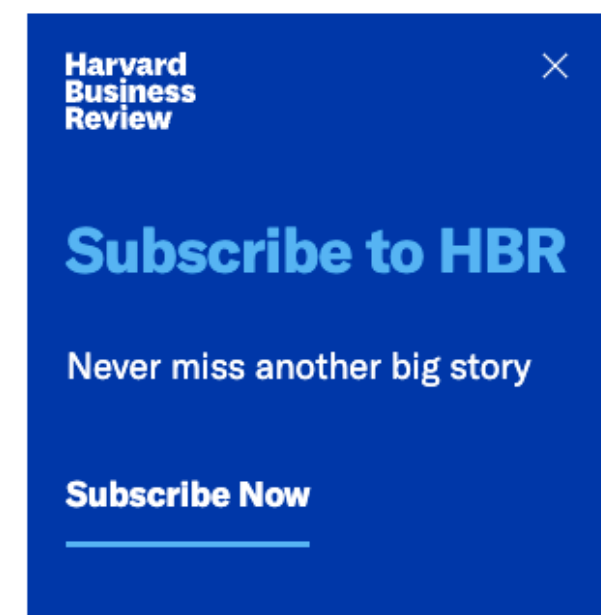 Harvard
Business
Review
Subscribe to HBR
Never miss another big story
Subscribe Now